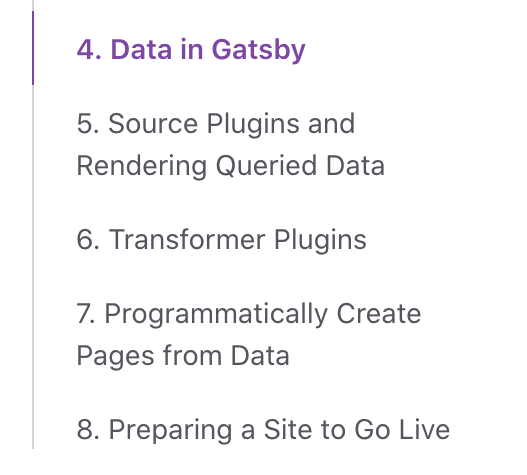 4. Data in Gatsby
5. Source Plugins and
Rendering Queried Data
6. Transformer Plugins
7. Programmatically Create
Pages from Data
8. Preparing a Site to Go Live